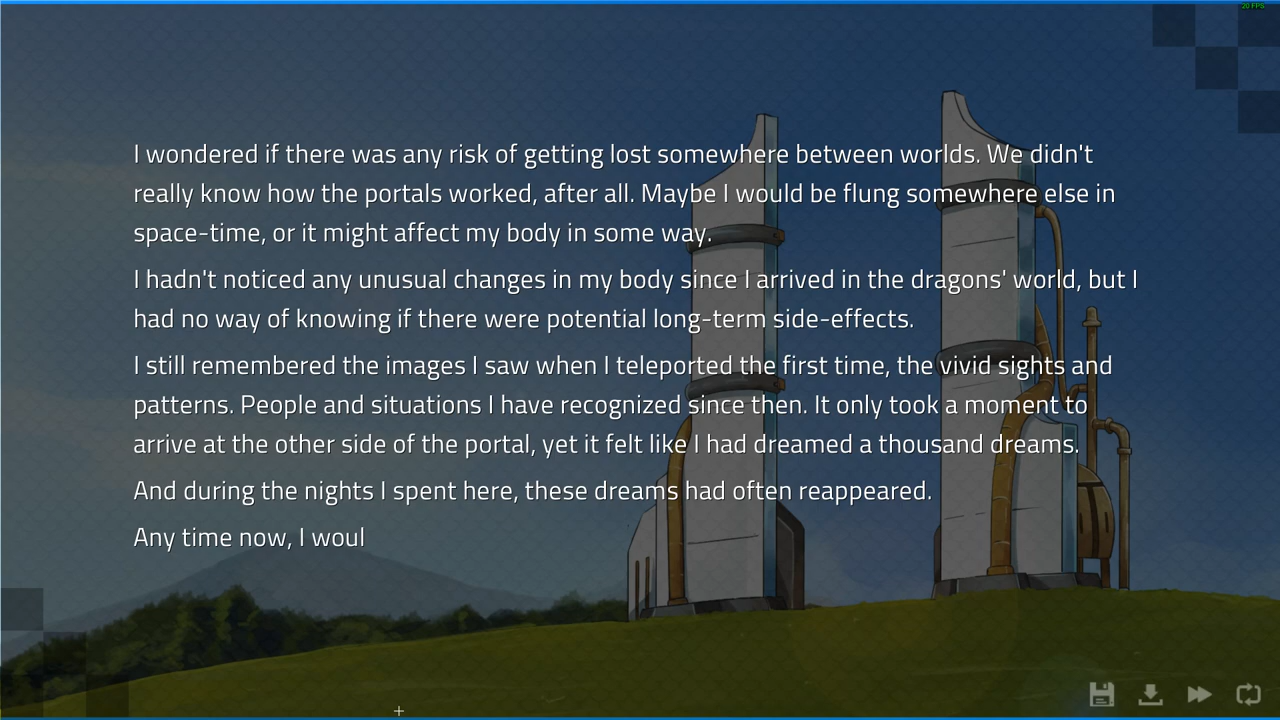 20 FPS
I wondered if there was any risk of getting lost somewhere between worlds. We didn't
really know how the portals worked, after all. Maybe I would be flung somewhere else in
space-time, or it might affect my body in some way.
I hadn't noticed any unusual changes in my body since I arrived in the dragons' world, but I
had no way of knowing if there were potential long-term side-effects.
I still remembered the images I saw when I teleported the first time, the vivid sights and
patterns. People and situations I have recognized since then. It only took a moment to
arrive at the other side of the portal, yet it felt like I had dreamed a thousand dreams.
And during the nights I spent here, these dreams had often reappeared.
Any time now, I woul